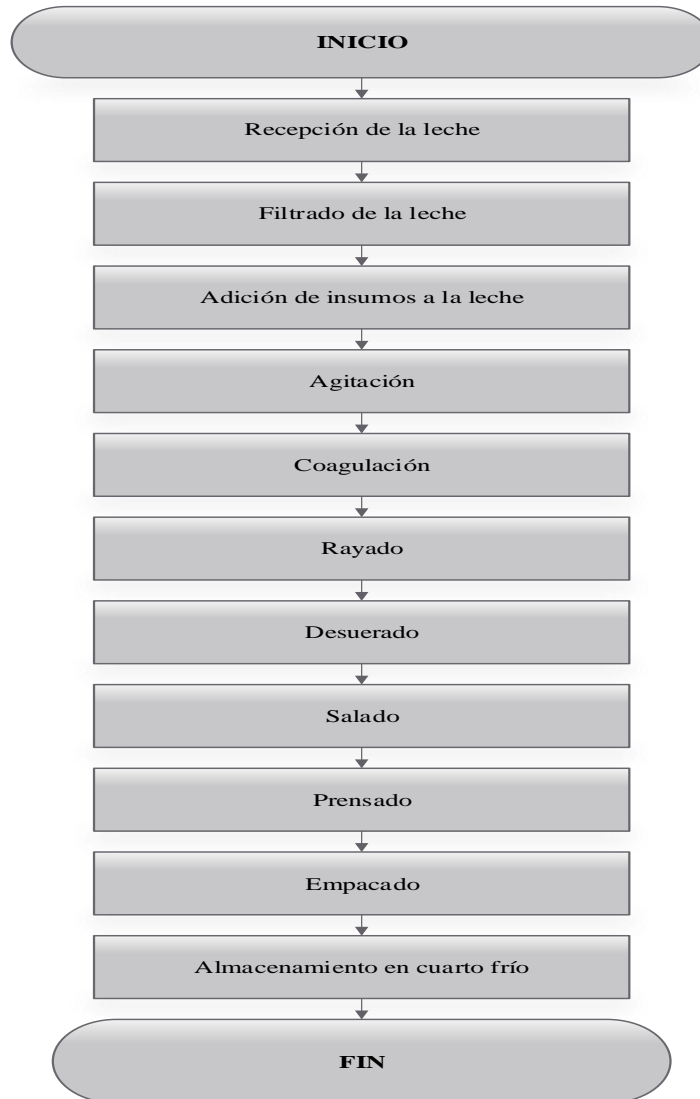 INICIO
Recepción de la leche
Filtrado de la leche
Adición de insumos a la leche
Agitación
Coagulación
Rayado
Desuerado
Salado
Prensado
Empacado
Almacenamiento en cuarto frío
FIN